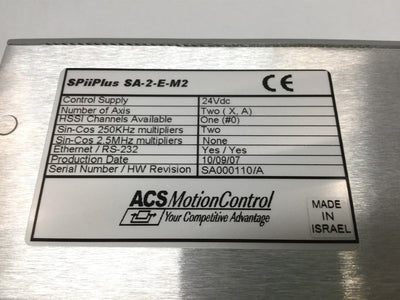 SPiiPlus SA-2-E-M2 CE
Control Supply 24Vdc
Number of Axis Two ( X, A)
HSSI Channels Available One (#0)
Sin-Cos 250KHz multipliers Two
Sin-Cos 2.5MHz multipliers None
Ethernet / RS-232 Yes / Yes
Production Date 10/09/07
Serial Number / HW Revision SA000110/A
ACS MotionControl
Your Competitive Advantage
MADE
IN
ISRAEL